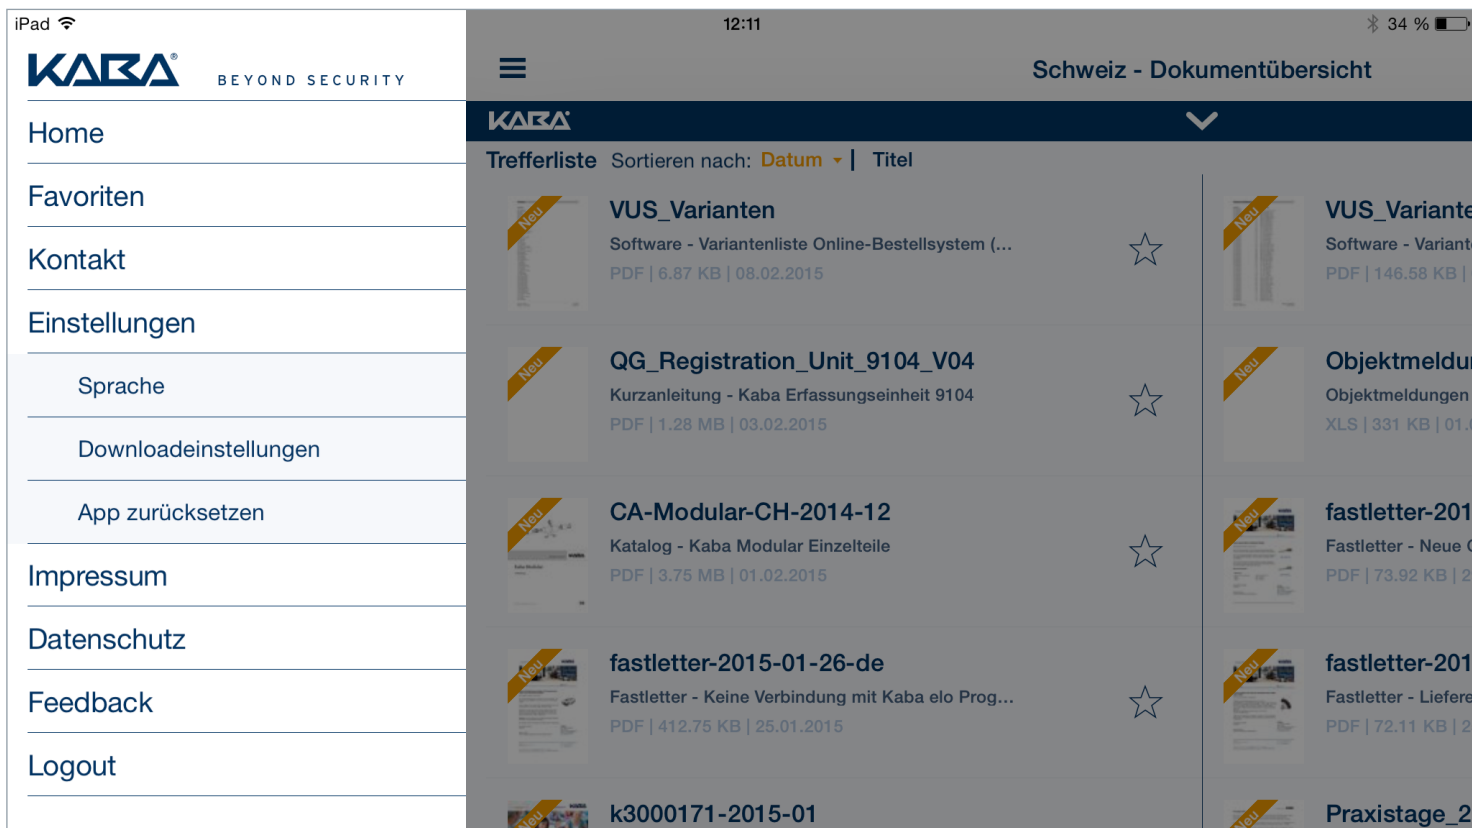 iPad
12:11
34 %
KABA®
BEYOND SECURITY
Home
Favoriten
Kontakt
Einstellungen
Sprache
Downloadeinstellungen
App zurücksetzen
Impressum
Datenschutz
Feedback
Logout
Schweiz - Dokumentübersicht
KABA
Trefferliste Sortieren nach: Datum | Titel
Neu
VUS_Varianten
Software - Variantenliste Online-Bestellsystem (...
PDF | 6.87 KB | 08.02.2015
Neu
QG_Registration_Unit_9104_V04
Kurzanleitung - Kaba Erfassungseinheit 9104
PDF | 1.28 MB | 03.02.2015
Neu
CA-Modular-CH-2014-12
Katalog - Kaba Modular Einzelteile
PDF | 3.75 MB | 01.02.2015
Neu
fastletter-2015-01-26-de
Fastletter - Keine Verbindung mit Kaba elo Prog...
PDF | 412.75 KB | 25.01.2015
Neu
k3000171-2015-01
Neu
VUS_Variante
Software - Variant
PDF | 146.58 KB |
Neu
Objektmeldu
Objektmeldungen
XLS | 331 KB | 01.
Neu
fastletter-201
Fastletter - Neue
PDF | 73.92 KB | 2
Neu
fastletter-201
Fastletter - Liefere
PDF | 72.11 KB | 2
Neu
Praxistage_2